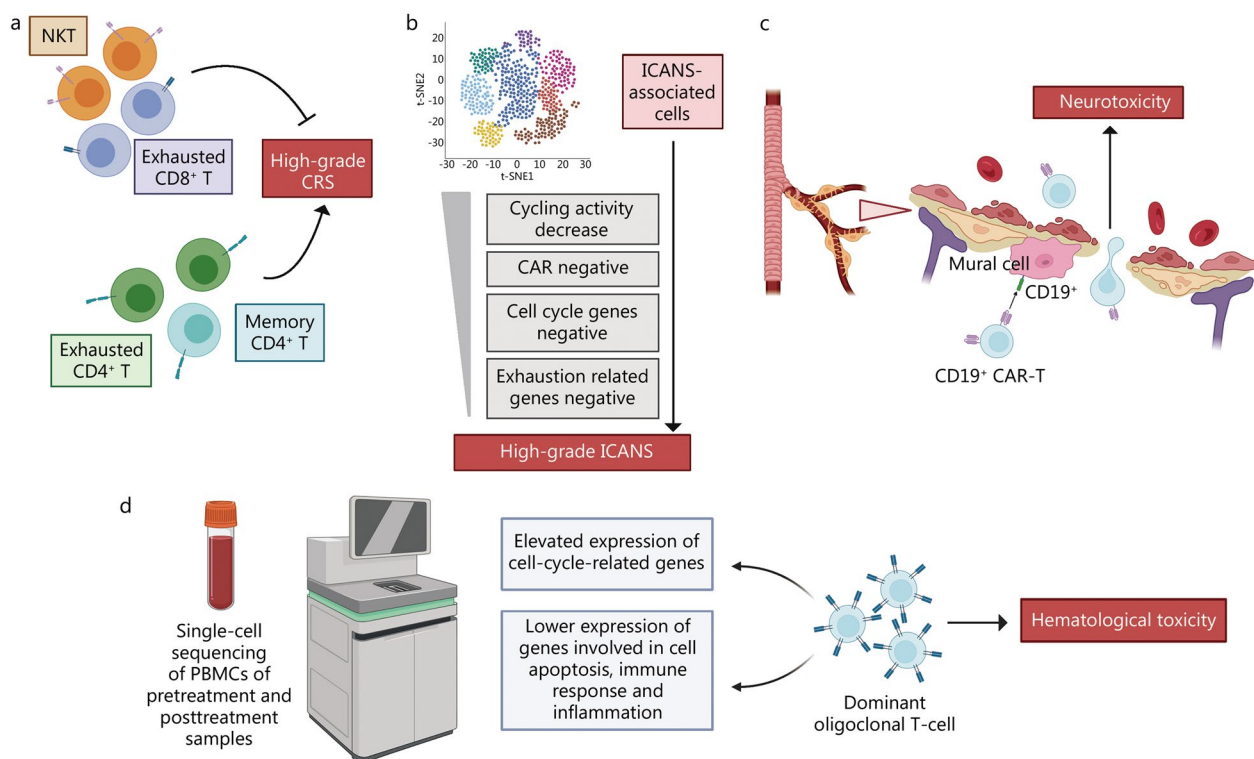 a
NKT
Exhausted
CD8⁺ T
High-grade
CRS
Exhausted
CD4⁺ T
Memory
CD4⁺ T
b
20
10
0
-10
-20
-30
t-SNE2
-30
-20
-10
0
10
20
30
t-SNE1
ICANS-
associated
cells
Cycling activity
decrease
CAR negative
Cell cycle genes
negative
Exhaustion related
genes negative
High-grade ICANS
c
Neurotoxicity
Mural cell
CD19⁺
CD19⁺ CAR-T
d
Single-cell
sequencing
of PBMCs of
pretreatment and
posttreatment
samples
Elevated expression of
cell-cycle-related genes
Lower expression of
genes involved in cell
apoptosis, immune
response and
inflammation
Dominant
oligoclonal T-cell
Hematological toxicity